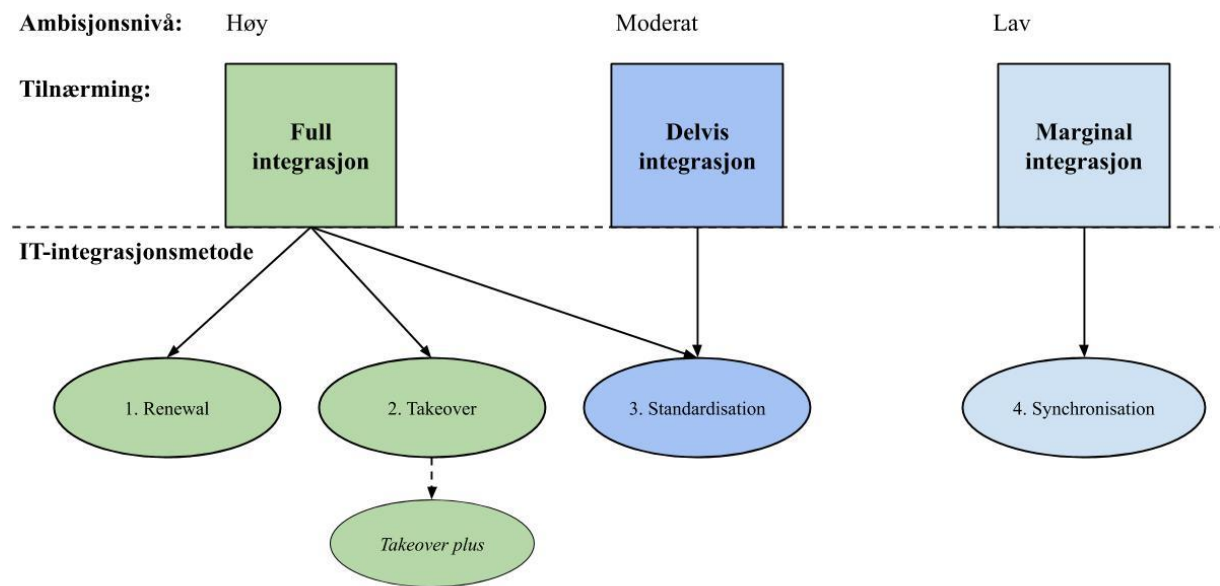 Ambisjonsnivå: Høy Moderat Lav
Tilnærming:
Full
integrasjon
Delvis
integrasjon
Marginal
integrasjon
IT-integrasjonsmetode
1. Renewal
2. Takeover
3. Standardisation
4. Synchronisation
Takeover plus